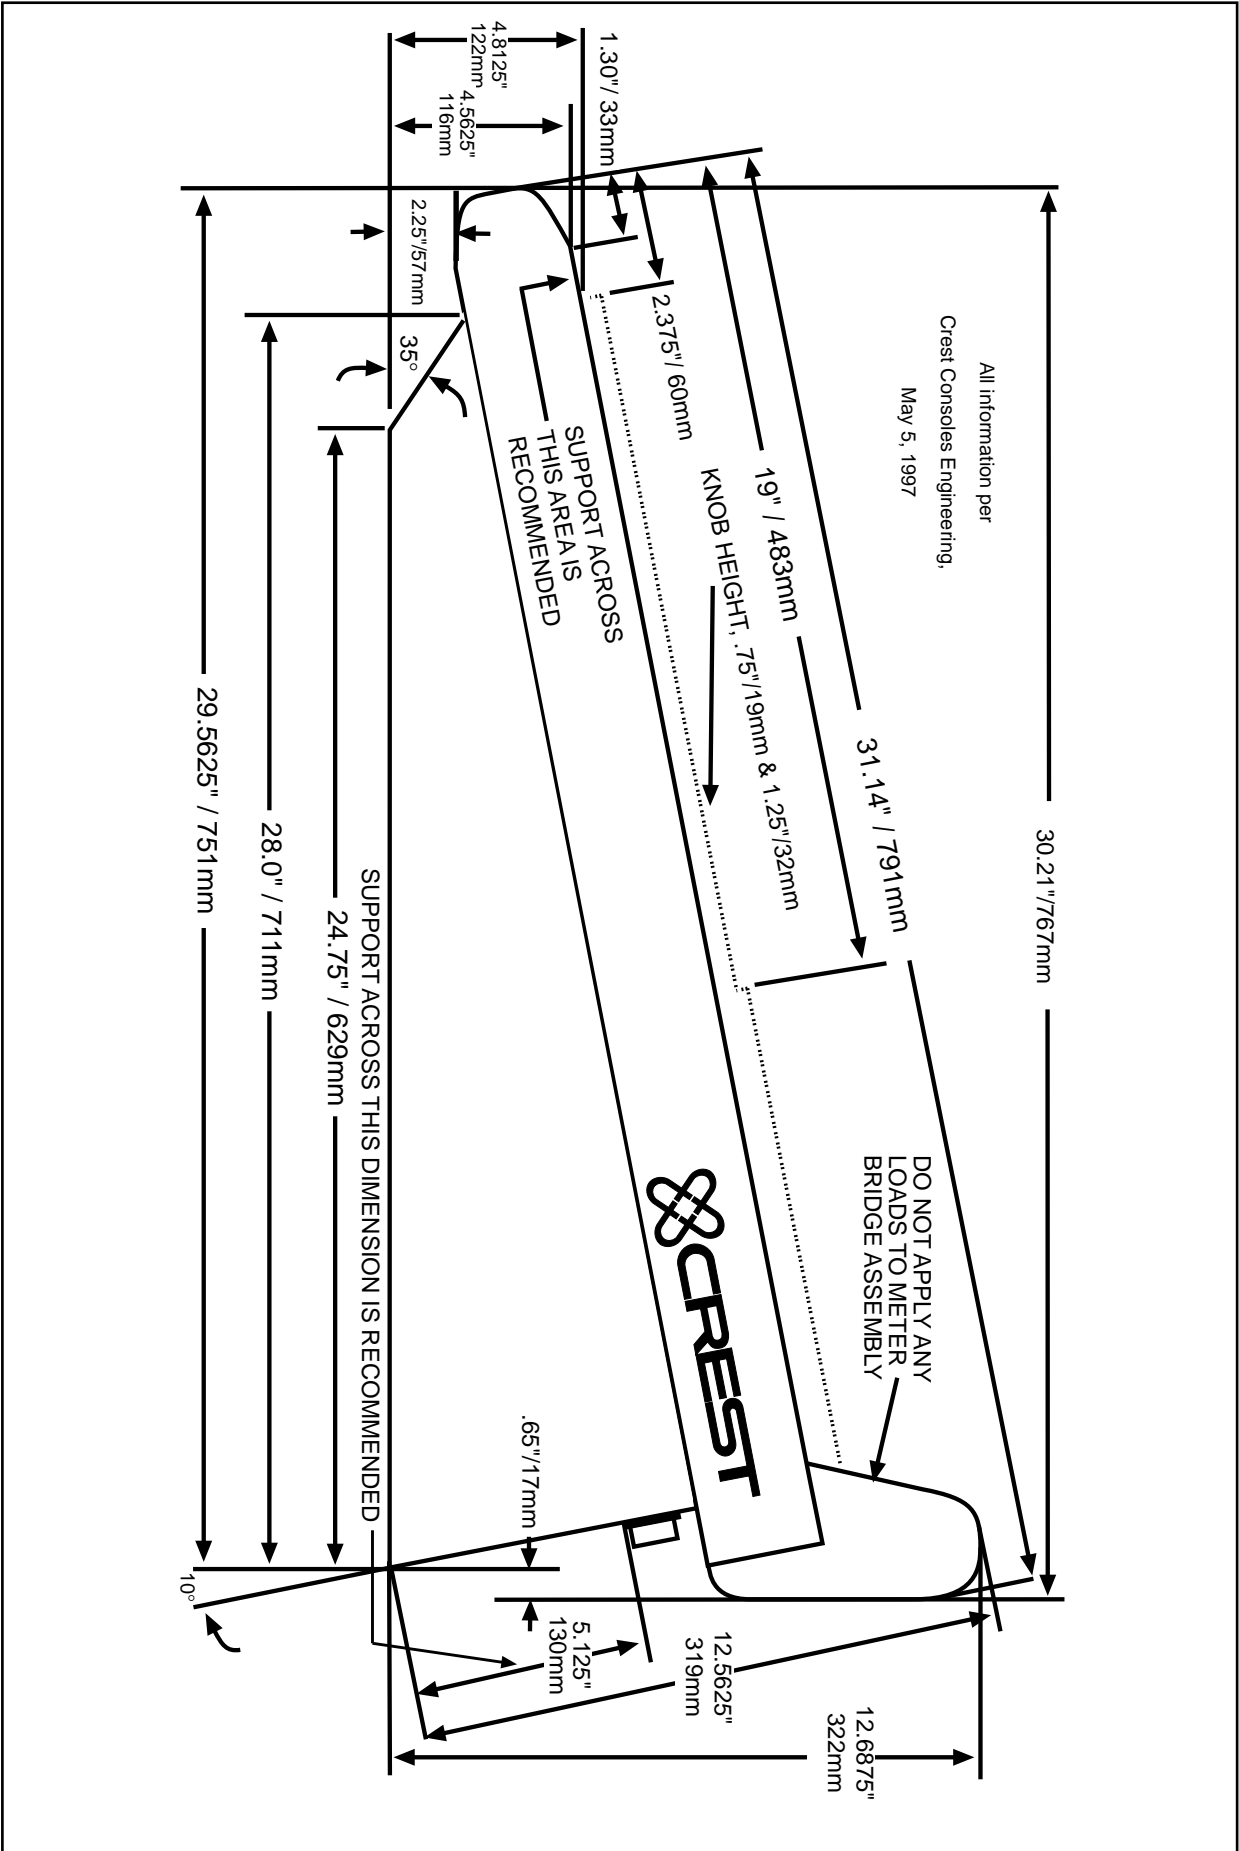 All information per
Crest Consoles Engineering,
May 5, 1997
30.21"/767mm
31.14" / 791mm
19" / 483mm
KNOB HEIGHT, .75"/19mm & 1.25"/32mm
2.375"/ 60mm
1.30"/ 33mm
4.8125"
122mm
4.5625"
116mm
2.25"/57mm
35°
SUPPORT ACROSS
THIS AREA IS
RECOMMENDED
DO NOT APPLY ANY
LOADS TO METER
BRIDGE ASSEMBLY
CREST
12.6875"
322mm
12.5625"
319mm
5.125"
130mm
.65"/17mm
SUPPORT ACROSS THIS DIMENSION IS RECOMMENDED
24.75" / 629mm
28.0" / 711mm
29.5625" / 751mm
10°